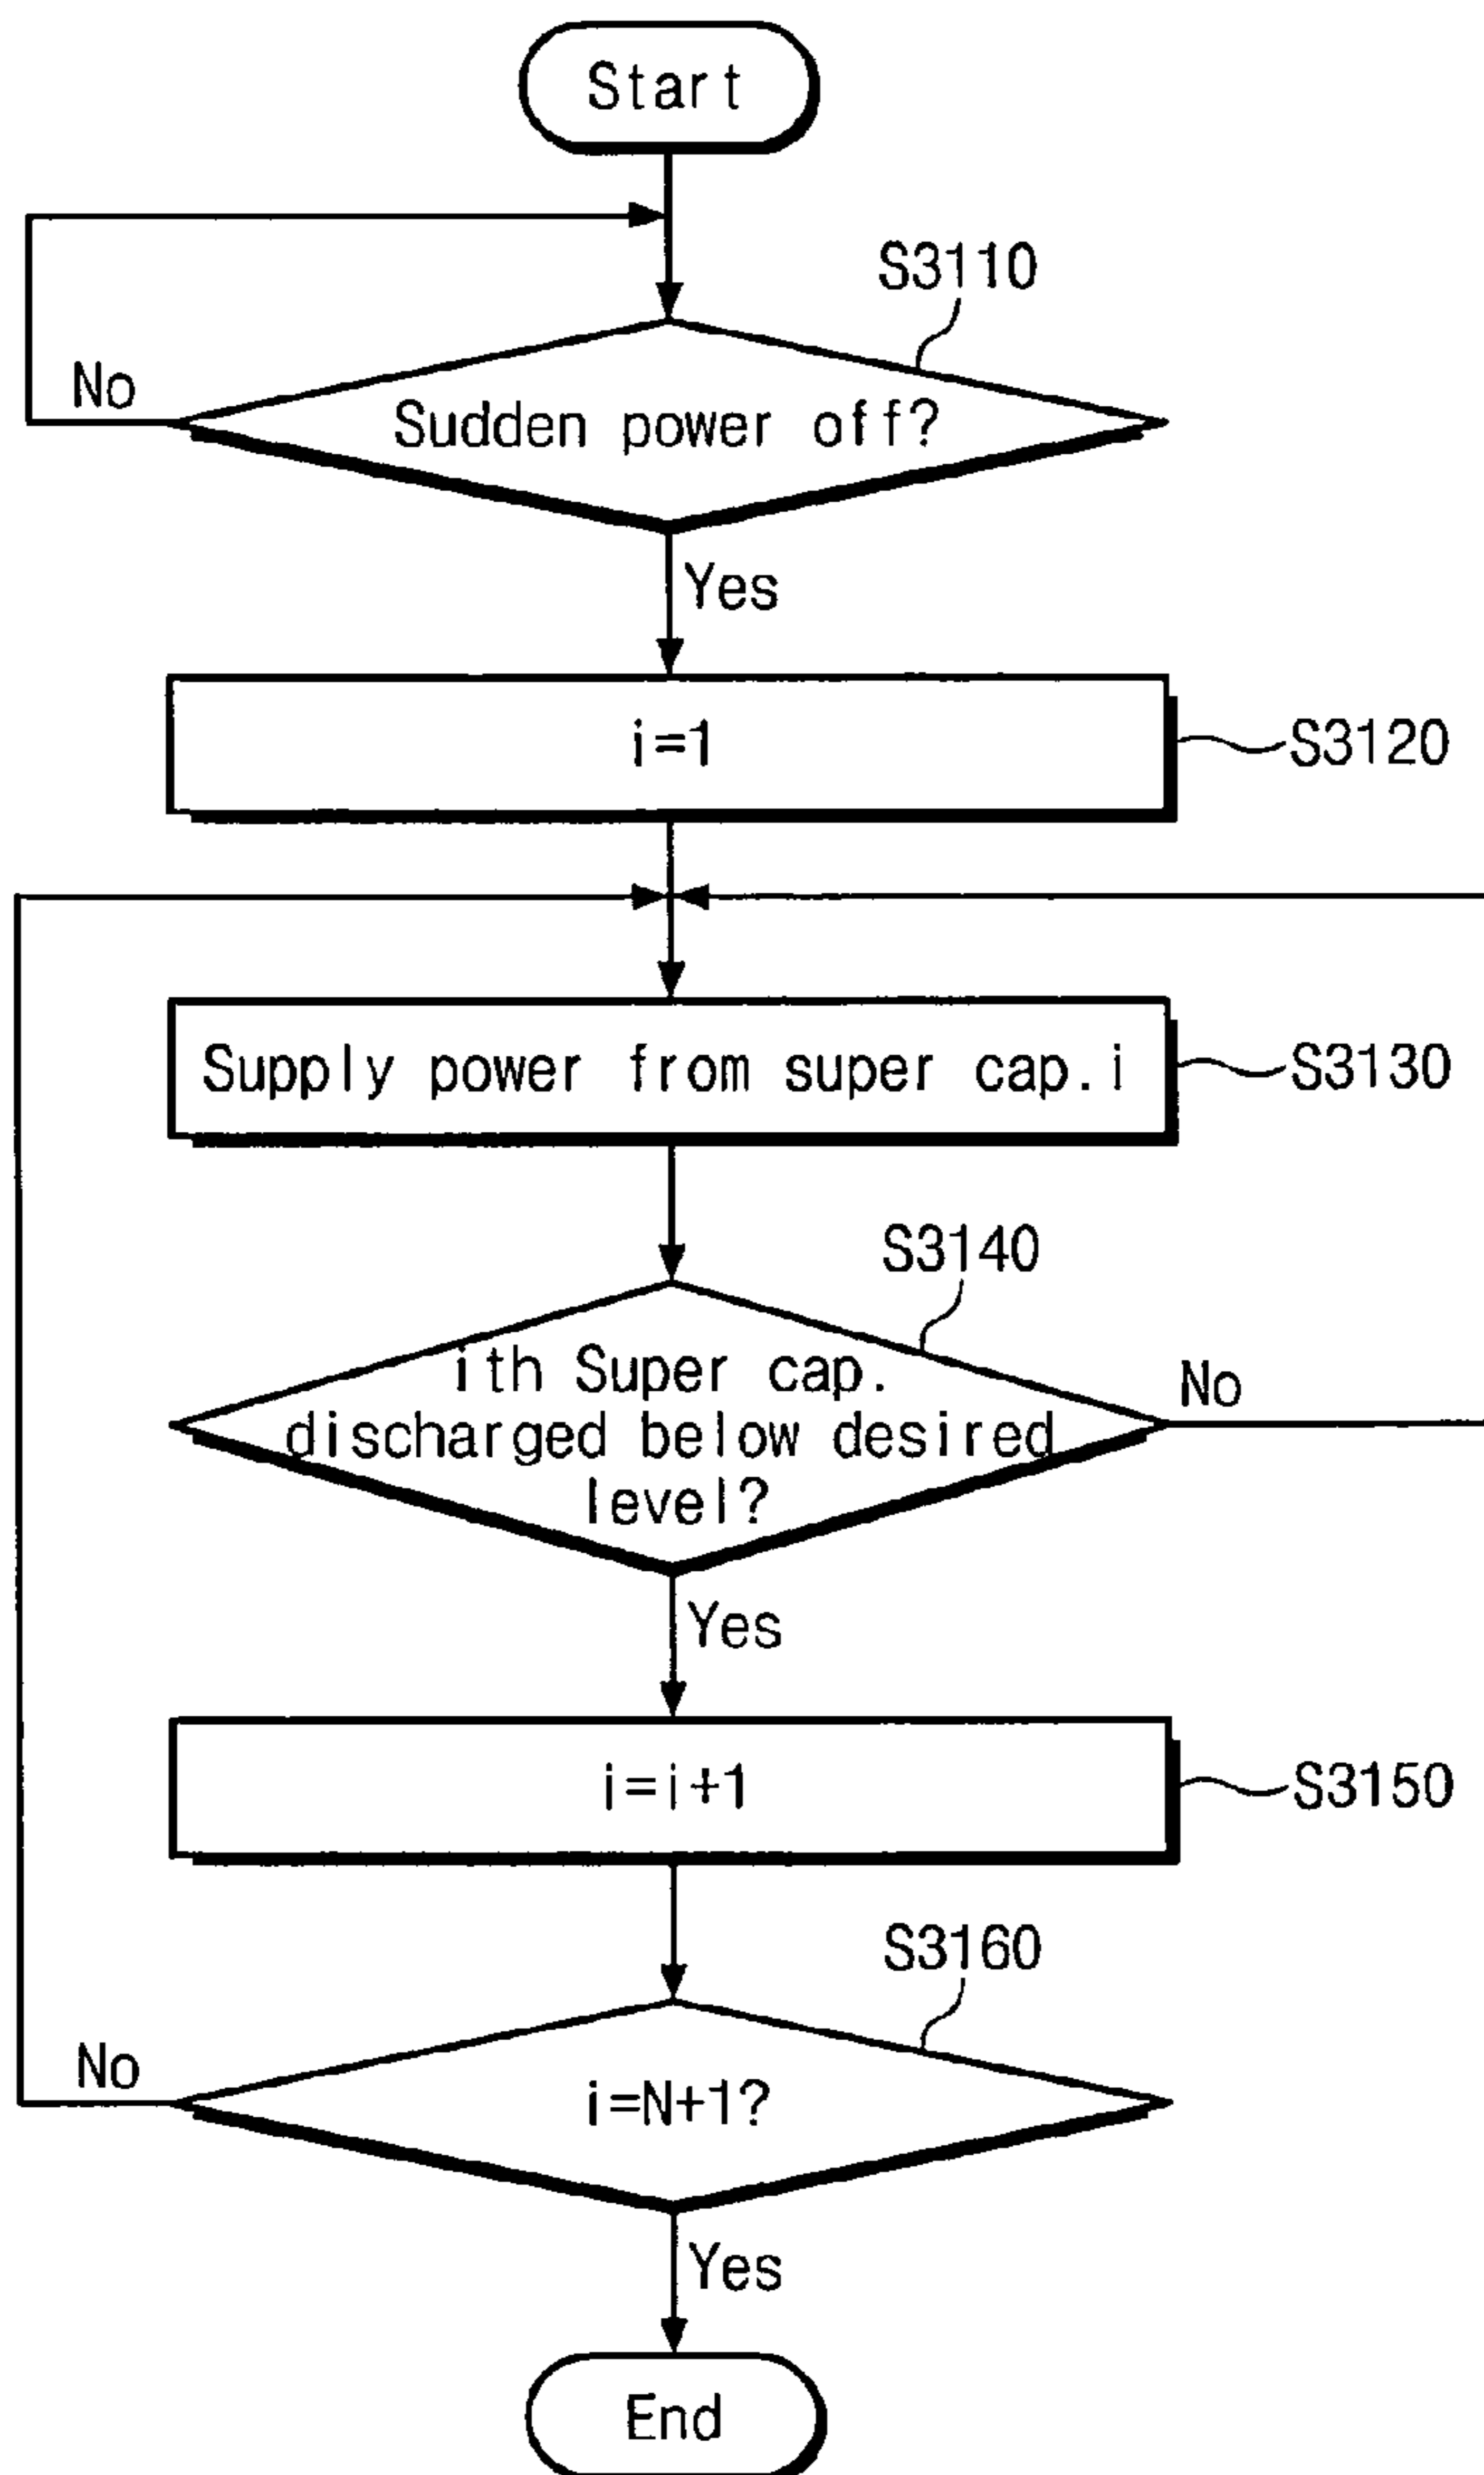 Start
S3110
No
Sudden power off?
Yes
i=1
S3120
Supply power from super cap.i
S3130
S3140
ith Super cap.
discharged below desired
level?
No
Yes
i=i+1
S3150
S3160
No
i=N+1?
Yes
End